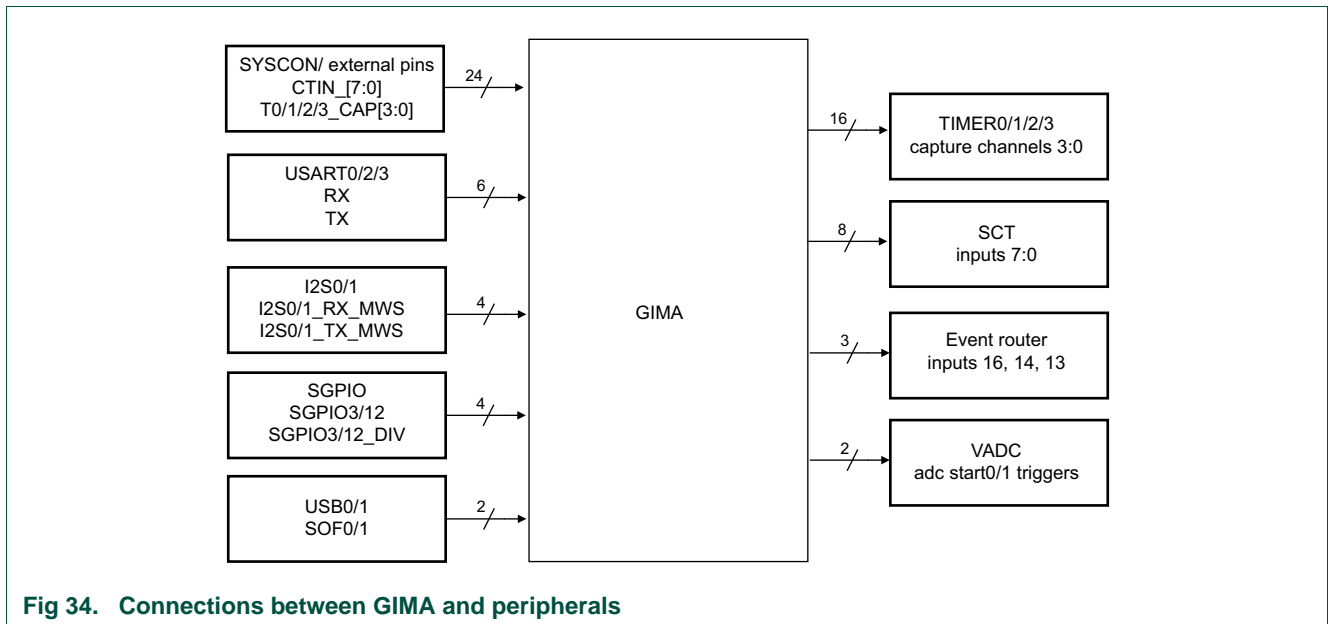 SYSCON/ external pins
CTIN_[7:0]
T0/1/2/3_CAP[3:0]
24
USART0/2/3
RX
TX
6
I2S0/1
I2S0/1_RX_MWS
I2S0/1_TX_MWS
4
SGPIO
SGPIO3/12
SGPIO3/12_DIV
4
USB0/1
SOF0/1
2
GIMA
16
TIMER0/1/2/3
capture channels 3:0
8
SCT
inputs 7:0
3
Event router
inputs 16, 14, 13
2
VADC
adc start0/1 triggers
Fig 34. Connections between GIMA and peripherals